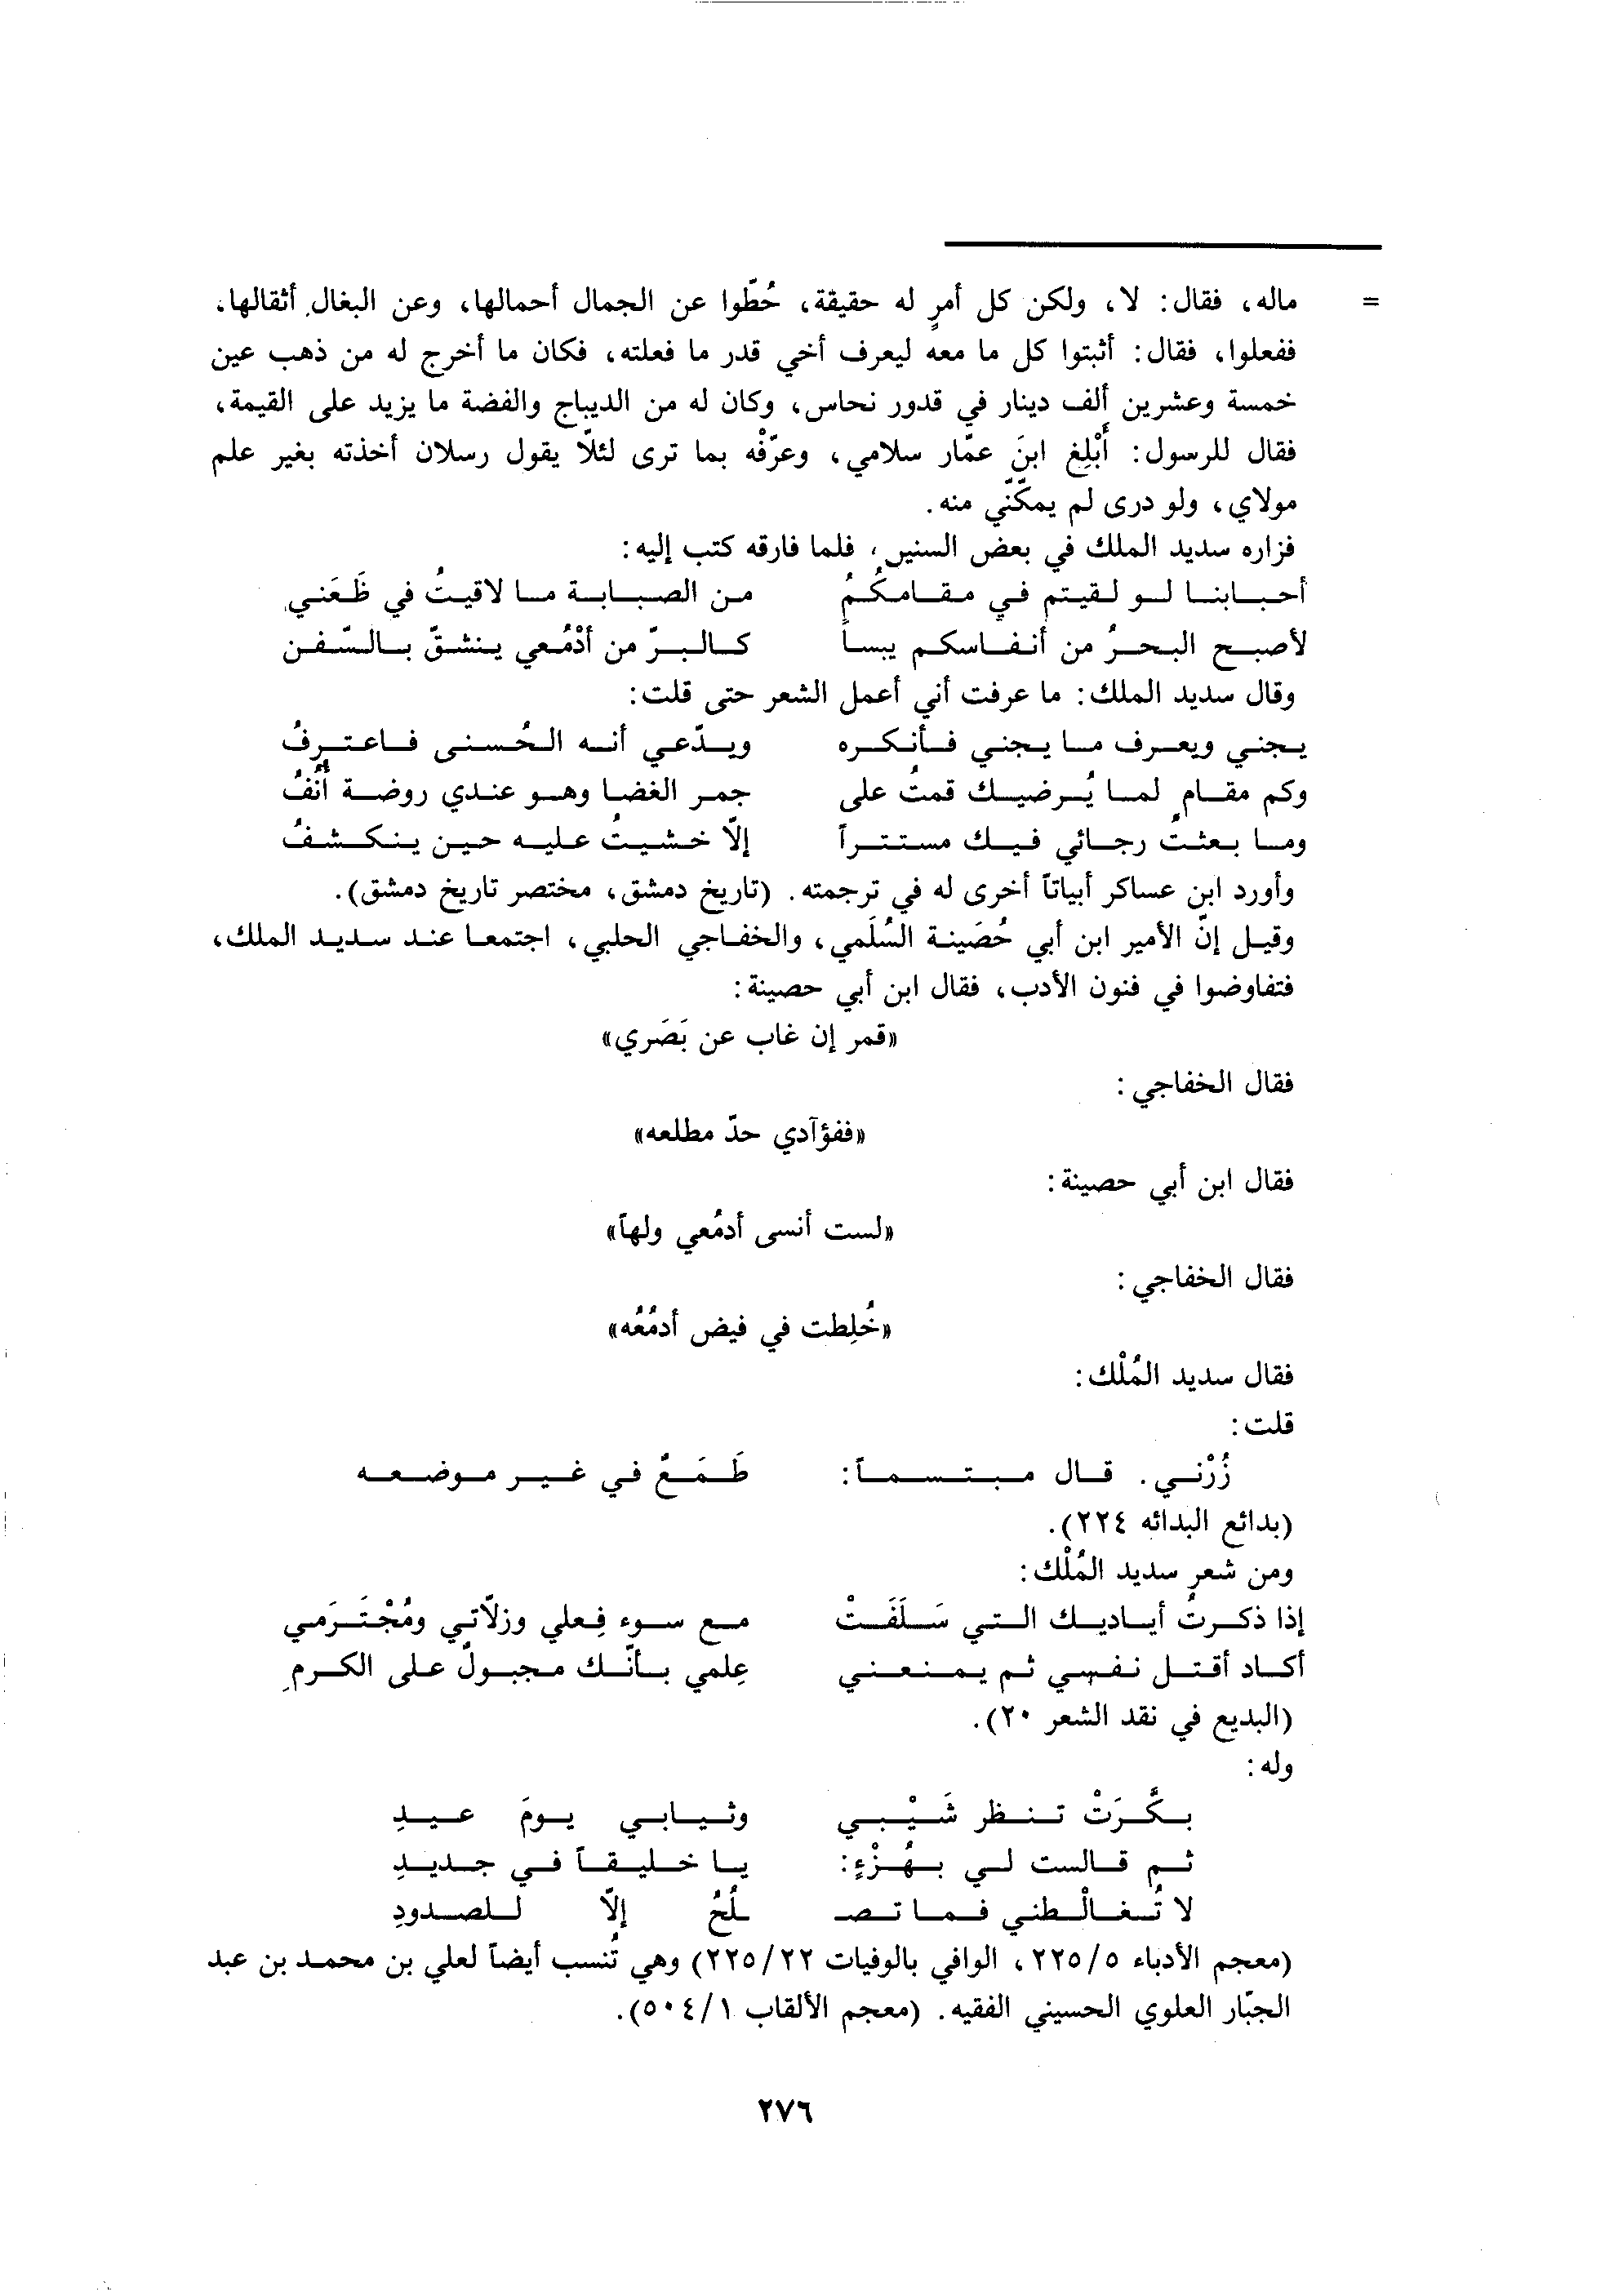 = ماله، فقال: لا، ولكن كل أمرٍ له حقيقة، حُطّوا عن الجمال أحمالها، وعن البغال أثقالها،
ففعلوا، فقال: أثبتوا كل ما معه ليعرف أخي قدر ما فعلته، فكان ما أخرج له من ذهب عين
خمسة وعشرين ألف دينار في قدور نحاس، وكان له من الديباج والفضة ما يزيد على القيمة،
فقال للرسول: أَبْلِغ ابنَ عمّار سلامي، وعرّفْه بما ترى لئلّا يقول رسلان أخذته بغير علم
مولاي، ولو درى لم يمكّنّي منه.
فزاره سديد الملك في بعض السنين، فلما فارقه كتب إليه:
أحبابنا لو لقيتم في مقامكُمُ من الصبابة ما لاقيتُ في ظَعَني
لأصبح البحرُ من أنفاسكم يبساً كالبرّ من أدْمُعي ينشقّ بالسّفن
وقال سديد الملك: ما عرفت أني أعمل الشعر حتى قلت:
يجني ويعرف ما يجني فأنكره ويدّعي أنه الحُسنى فاعترفُ
وكم مقامٍ لما يُرضيك قمتُ على جمر الغضا وهو عندي روضة أُنُفُ
وما بعثتُ رجائي فيك مستتراً إلّا خشيتُ عليه حين ينكشفُ
وأورد ابن عساكر أبياتاً أخرى له في ترجمته. (تاريخ دمشق، مختصر تاريخ دمشق).
وقيل إنّ الأمير ابن أبي حُصَينة السُلَمي، والخفاجي الحلبي، اجتمعا عند سديد الملك،
فتفاوضوا في فنون الأدب، فقال ابن أبي حصينة:
«قمر إن غاب عن بَصَري»
فقال الخفاجي:
«ففؤآدي حدّ مطلعه»
فقال ابن أبي حصينة:
«لست أنسى أدمُعي ولهاً»
فقال الخفاجي:
«خُلِطت في فيض أدمُعُه»
فقال سديد المُلْك:
قلت:
زُرْني. قال مبتسماً: طَمَعٌ في غير موضعه
(بدائع البدائه ٢٢٤).
ومن شعر سديد المُلْك:
إذا ذكرتُ أياديك التي سَلَفَتْ مع سوء فِعلي وزلّاتي ومُجْتَرَمي
أكاد أقتل نفسي ثم يمنعني عِلمي بأنّك مجبولٌ على الكرمِ
(البديع في نقد الشعر ٢٠).
وله:
بكَّرَتْ تنظر شَيْبي وثيابي يومَ عيدِ
ثم قالت لي بهُزْءٍ: يا خليقاً في جديدِ
لا تُغالْطني فما تصـ ـلُحُ إلّا للصدودِ
(معجم الأدباء ٢٢٥/٥، الوافي بالوفيات ٢٢٥/٢٢) وهي تُنسب أيضاً لعلي بن محمد بن عبد
الجبّار العلوي الحسيني الفقيه. (معجم الألقاب ٥٠٤/١).
٢٧٦